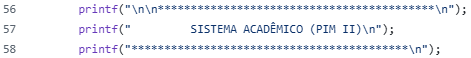 56 printf("\n\n********************************************\n");
57 printf("         SISTEMA ACADÊMICO (PIM II)\n");
58 printf("********************************************\n");